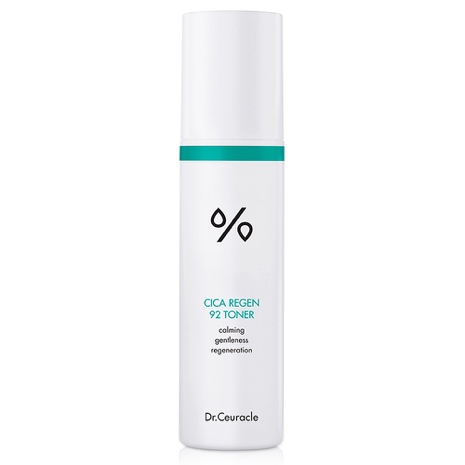 %
CICA REGEN
92 TONER
calming
gentleness
regeneration
Dr.Ceuracle